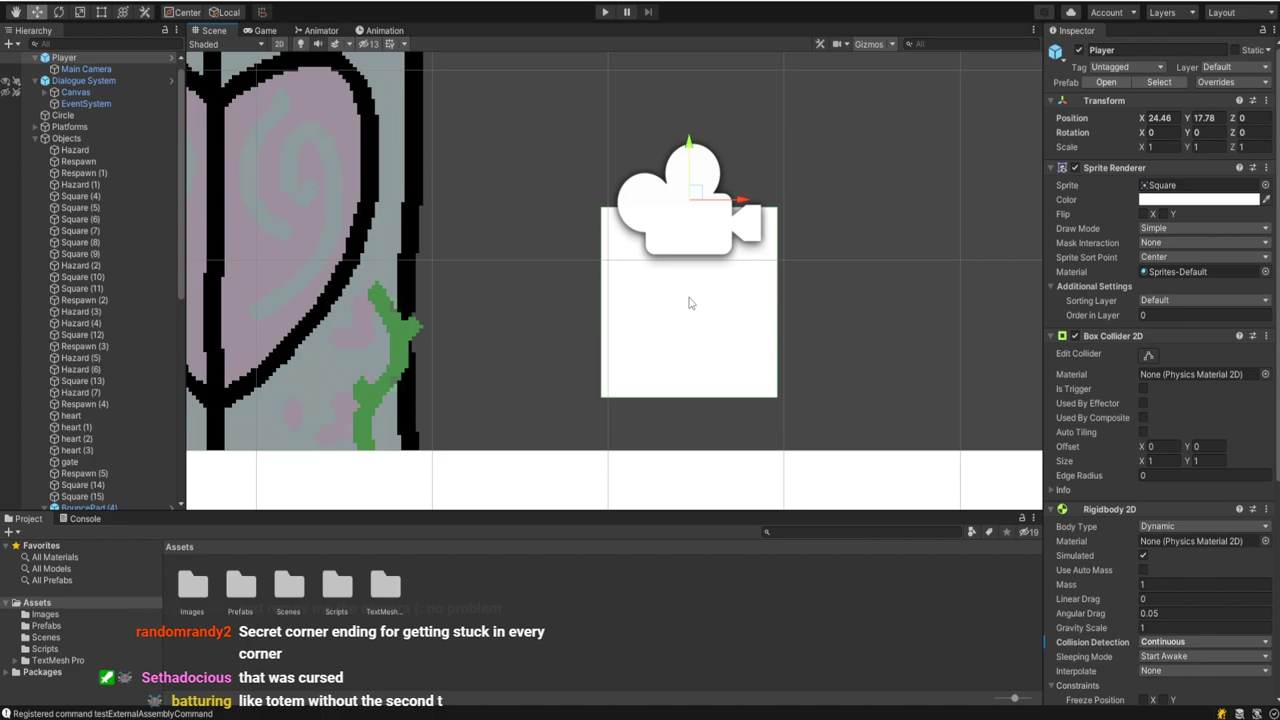 Center
Local
Account
Layers
Layout
Hierarchy
Scene
Game
Animator
Animation
Inspector
All
Shaded
2D
13
Gizmos
All
Player
Static
Tag Untagged
Layer Default
Prefab Open Select Overrides
Transform
Position X 24.46 Y 17.78 Z 0
Rotation X 0 Y 0 Z 0
Scale X 1 Y 1 Z 1
Sprite Renderer
Sprite Square
Color
Flip X Y
Draw Mode Simple
Mask Interaction None
Sprite Sort Point Center
Material Sprites-Default
Additional Settings
Sorting Layer Default
Order in Layer 0
Box Collider 2D
Edit Collider
Material None (Physics Material 2D)
Is Trigger
Used By Effector
Used By Composite
Auto Tiling
Offset X 0 Y 0
Size X 1 Y 1
Edge Radius 0
Info
Rigidbody 2D
Body Type Dynamic
Material None (Physics Material 2D)
Simulated
Use Auto Mass
Mass 1
Linear Drag 0
Angular Drag 0.05
Gravity Scale 1
Collision Detection Continuous
Sleeping Mode Start Awake
Interpolate None
Constraints
Freeze Position X Y
Player
Main Camera
Dialogue System
Canvas
EventSystem
Circle
Platforms
Objects
Hazard
Respawn
Respawn (1)
Hazard (1)
Square (4)
Square (5)
Square (6)
Square (7)
Square (8)
Square (9)
Hazard (2)
Square (10)
Square (11)
Respawn (2)
Hazard (3)
Hazard (4)
Square (12)
Respawn (3)
Hazard (5)
Hazard (6)
Square (13)
Hazard (7)
Respawn (4)
heart
heart (1)
heart (2)
heart (3)
gate
Respawn (5)
Square (14)
Square (15)
BouncePad (4)
Project
Console
19
Favorites
All Materials
All Models
All Prefabs
Assets
Images
Prefabs
Scenes
Scripts
TextMesh Pro
Packages
Assets
Images
Prefabs
Scenes
Scripts
TextMesh...
(: no problem
randomrandy2 Secret corner ending for getting stuck in every
corner
Sethadocious that was cursed
batturing like totem without the second t
Registered command testExternalAssemblyCommand